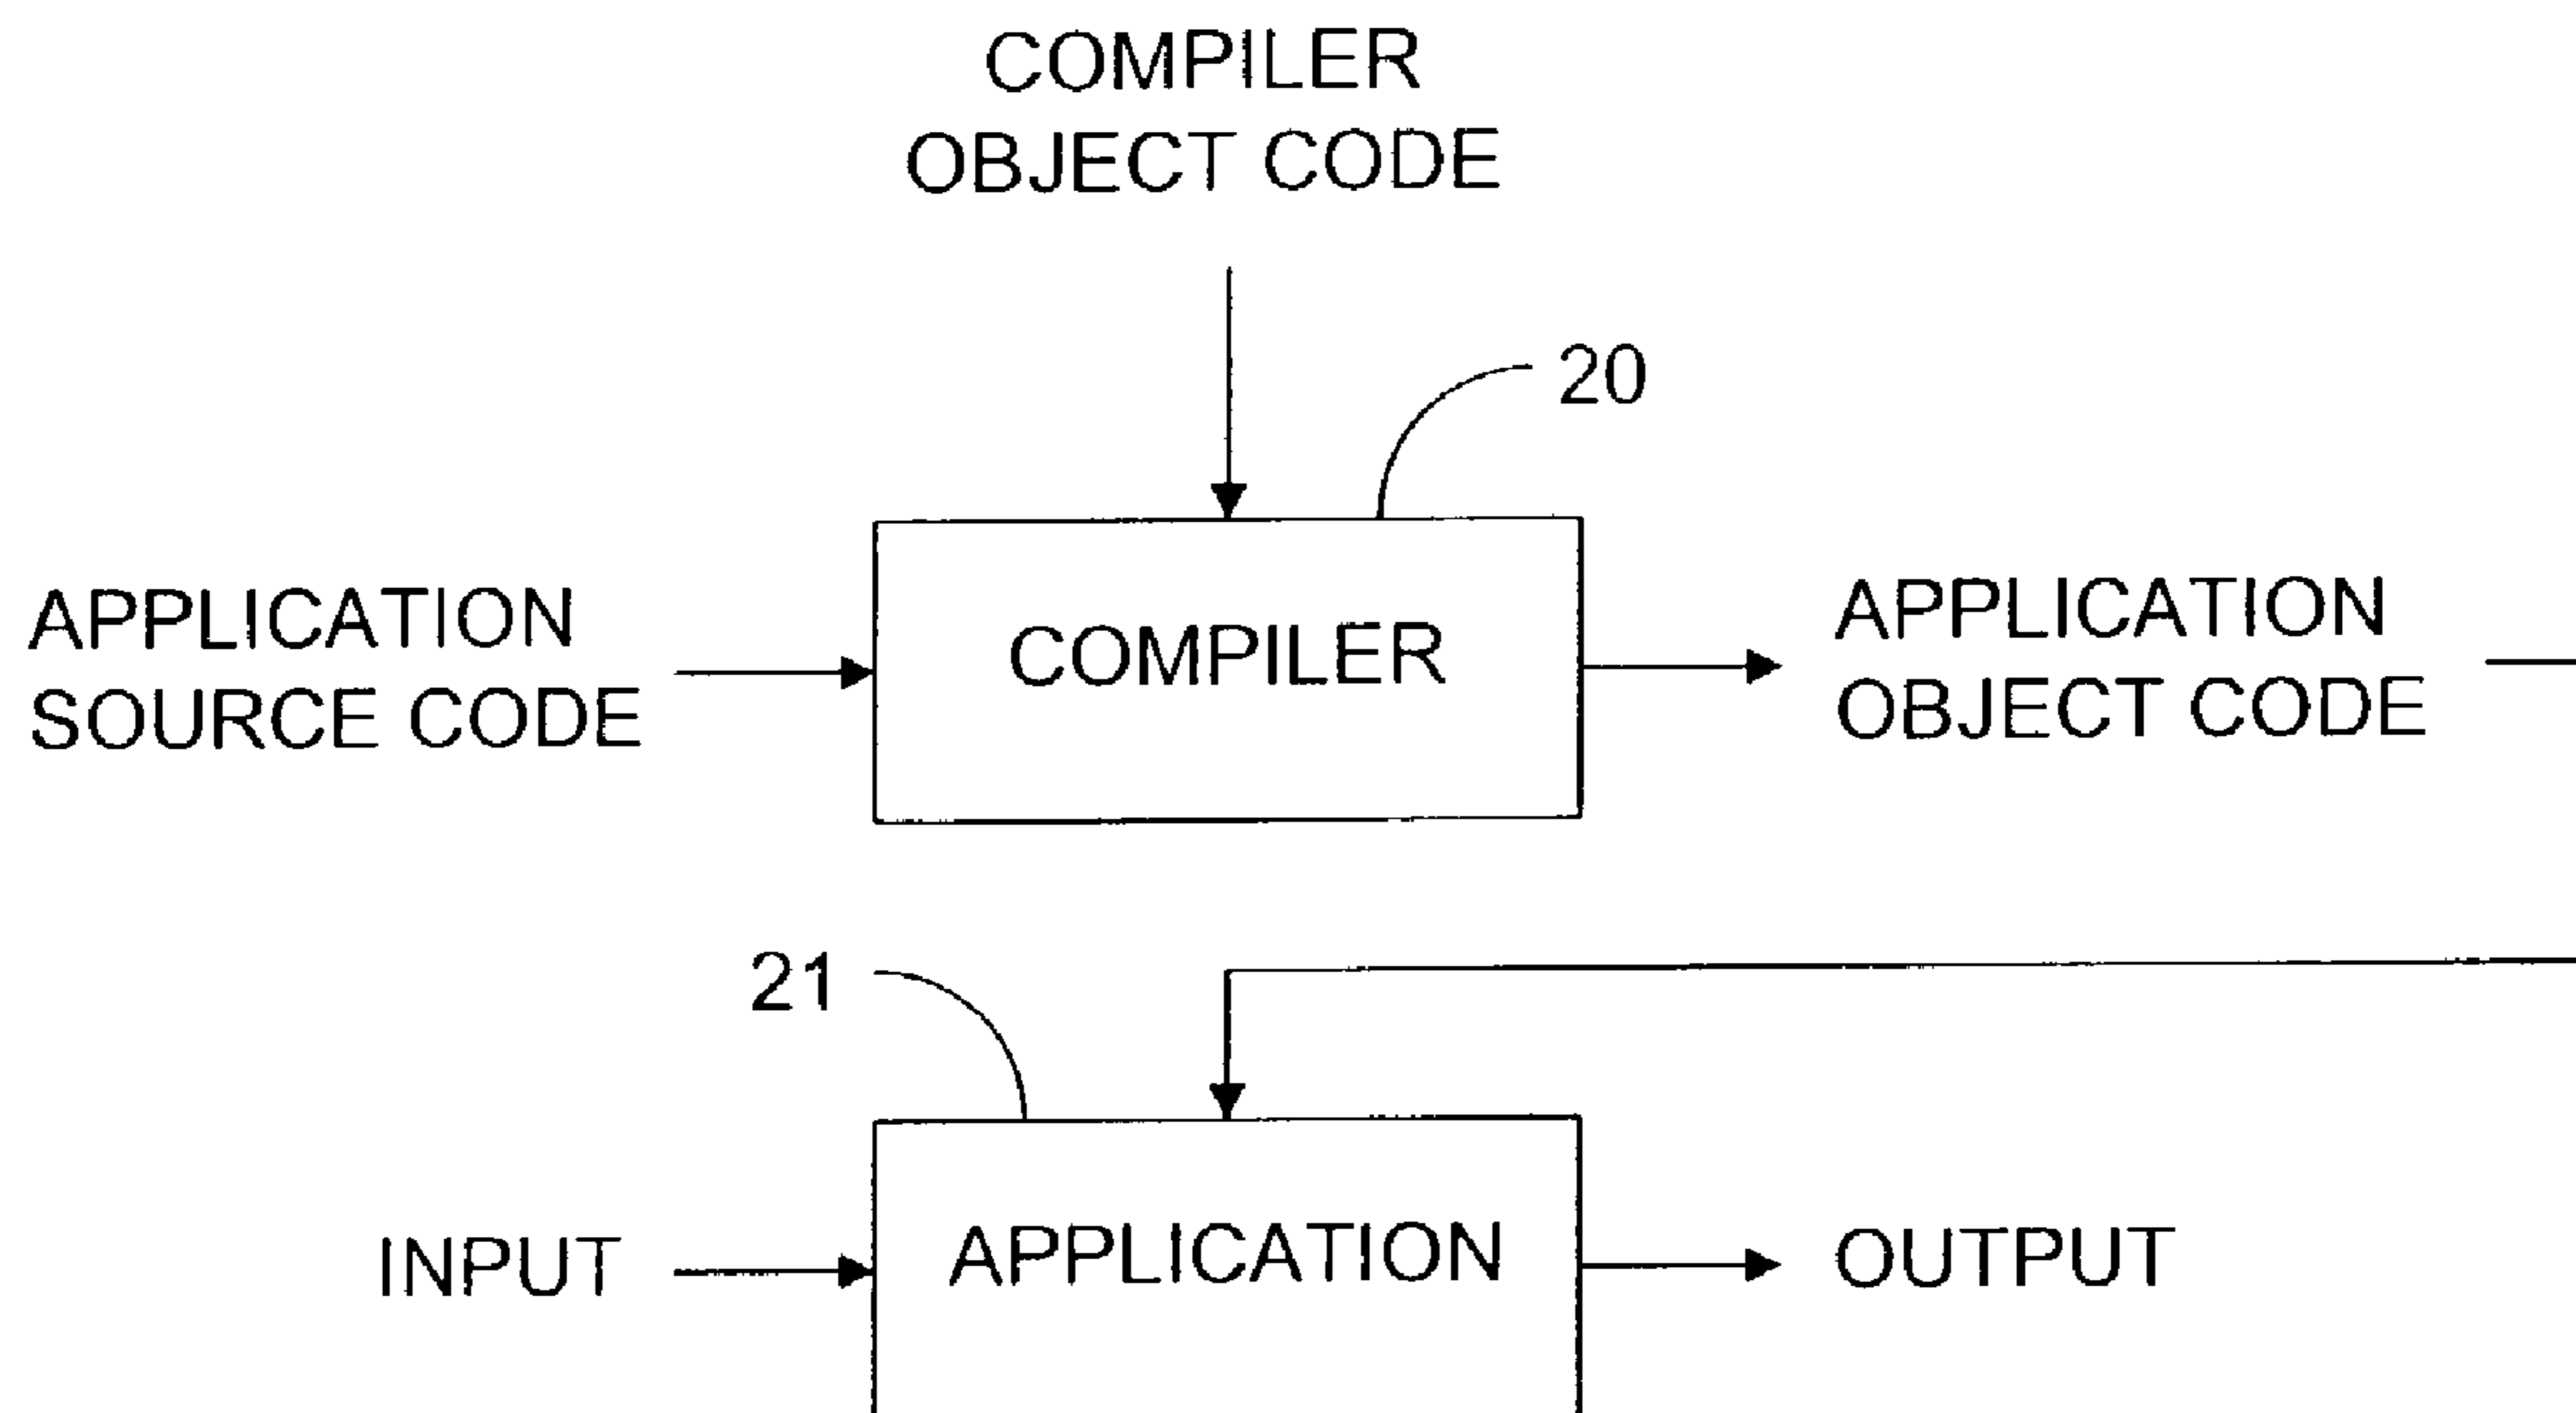 COMPILER
OBJECT CODE
20
APPLICATION
SOURCE CODE
COMPILER
APPLICATION
OBJECT CODE
21
INPUT
APPLICATION
OUTPUT